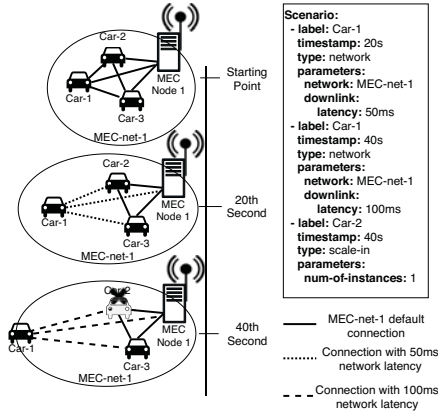 Car-2
Car-1
Car-3
MEC
Node 1
MEC-net-1
Starting
Point
Car-2
Car-1
Car-3
MEC
Node 1
MEC-net-1
20th
Second
Car-2
Car-1
Car-3
MEC
Node 1
MEC-net-1
40th
Second
Scenario:
- label: Car-1
timestamp: 20s
type: network
parameters:
network: MEC-net-1
downlink:
latency: 50ms
- label: Car-1
timestamp: 40s
type: network
parameters:
network: MEC-net-1
downlink:
latency: 100ms
- label: Car-2
timestamp: 40s
type: scale-in
parameters:
num-of-instances: 1
MEC-net-1 default
connection
Connection with 50ms
network latency
Connection with 100ms
network latency